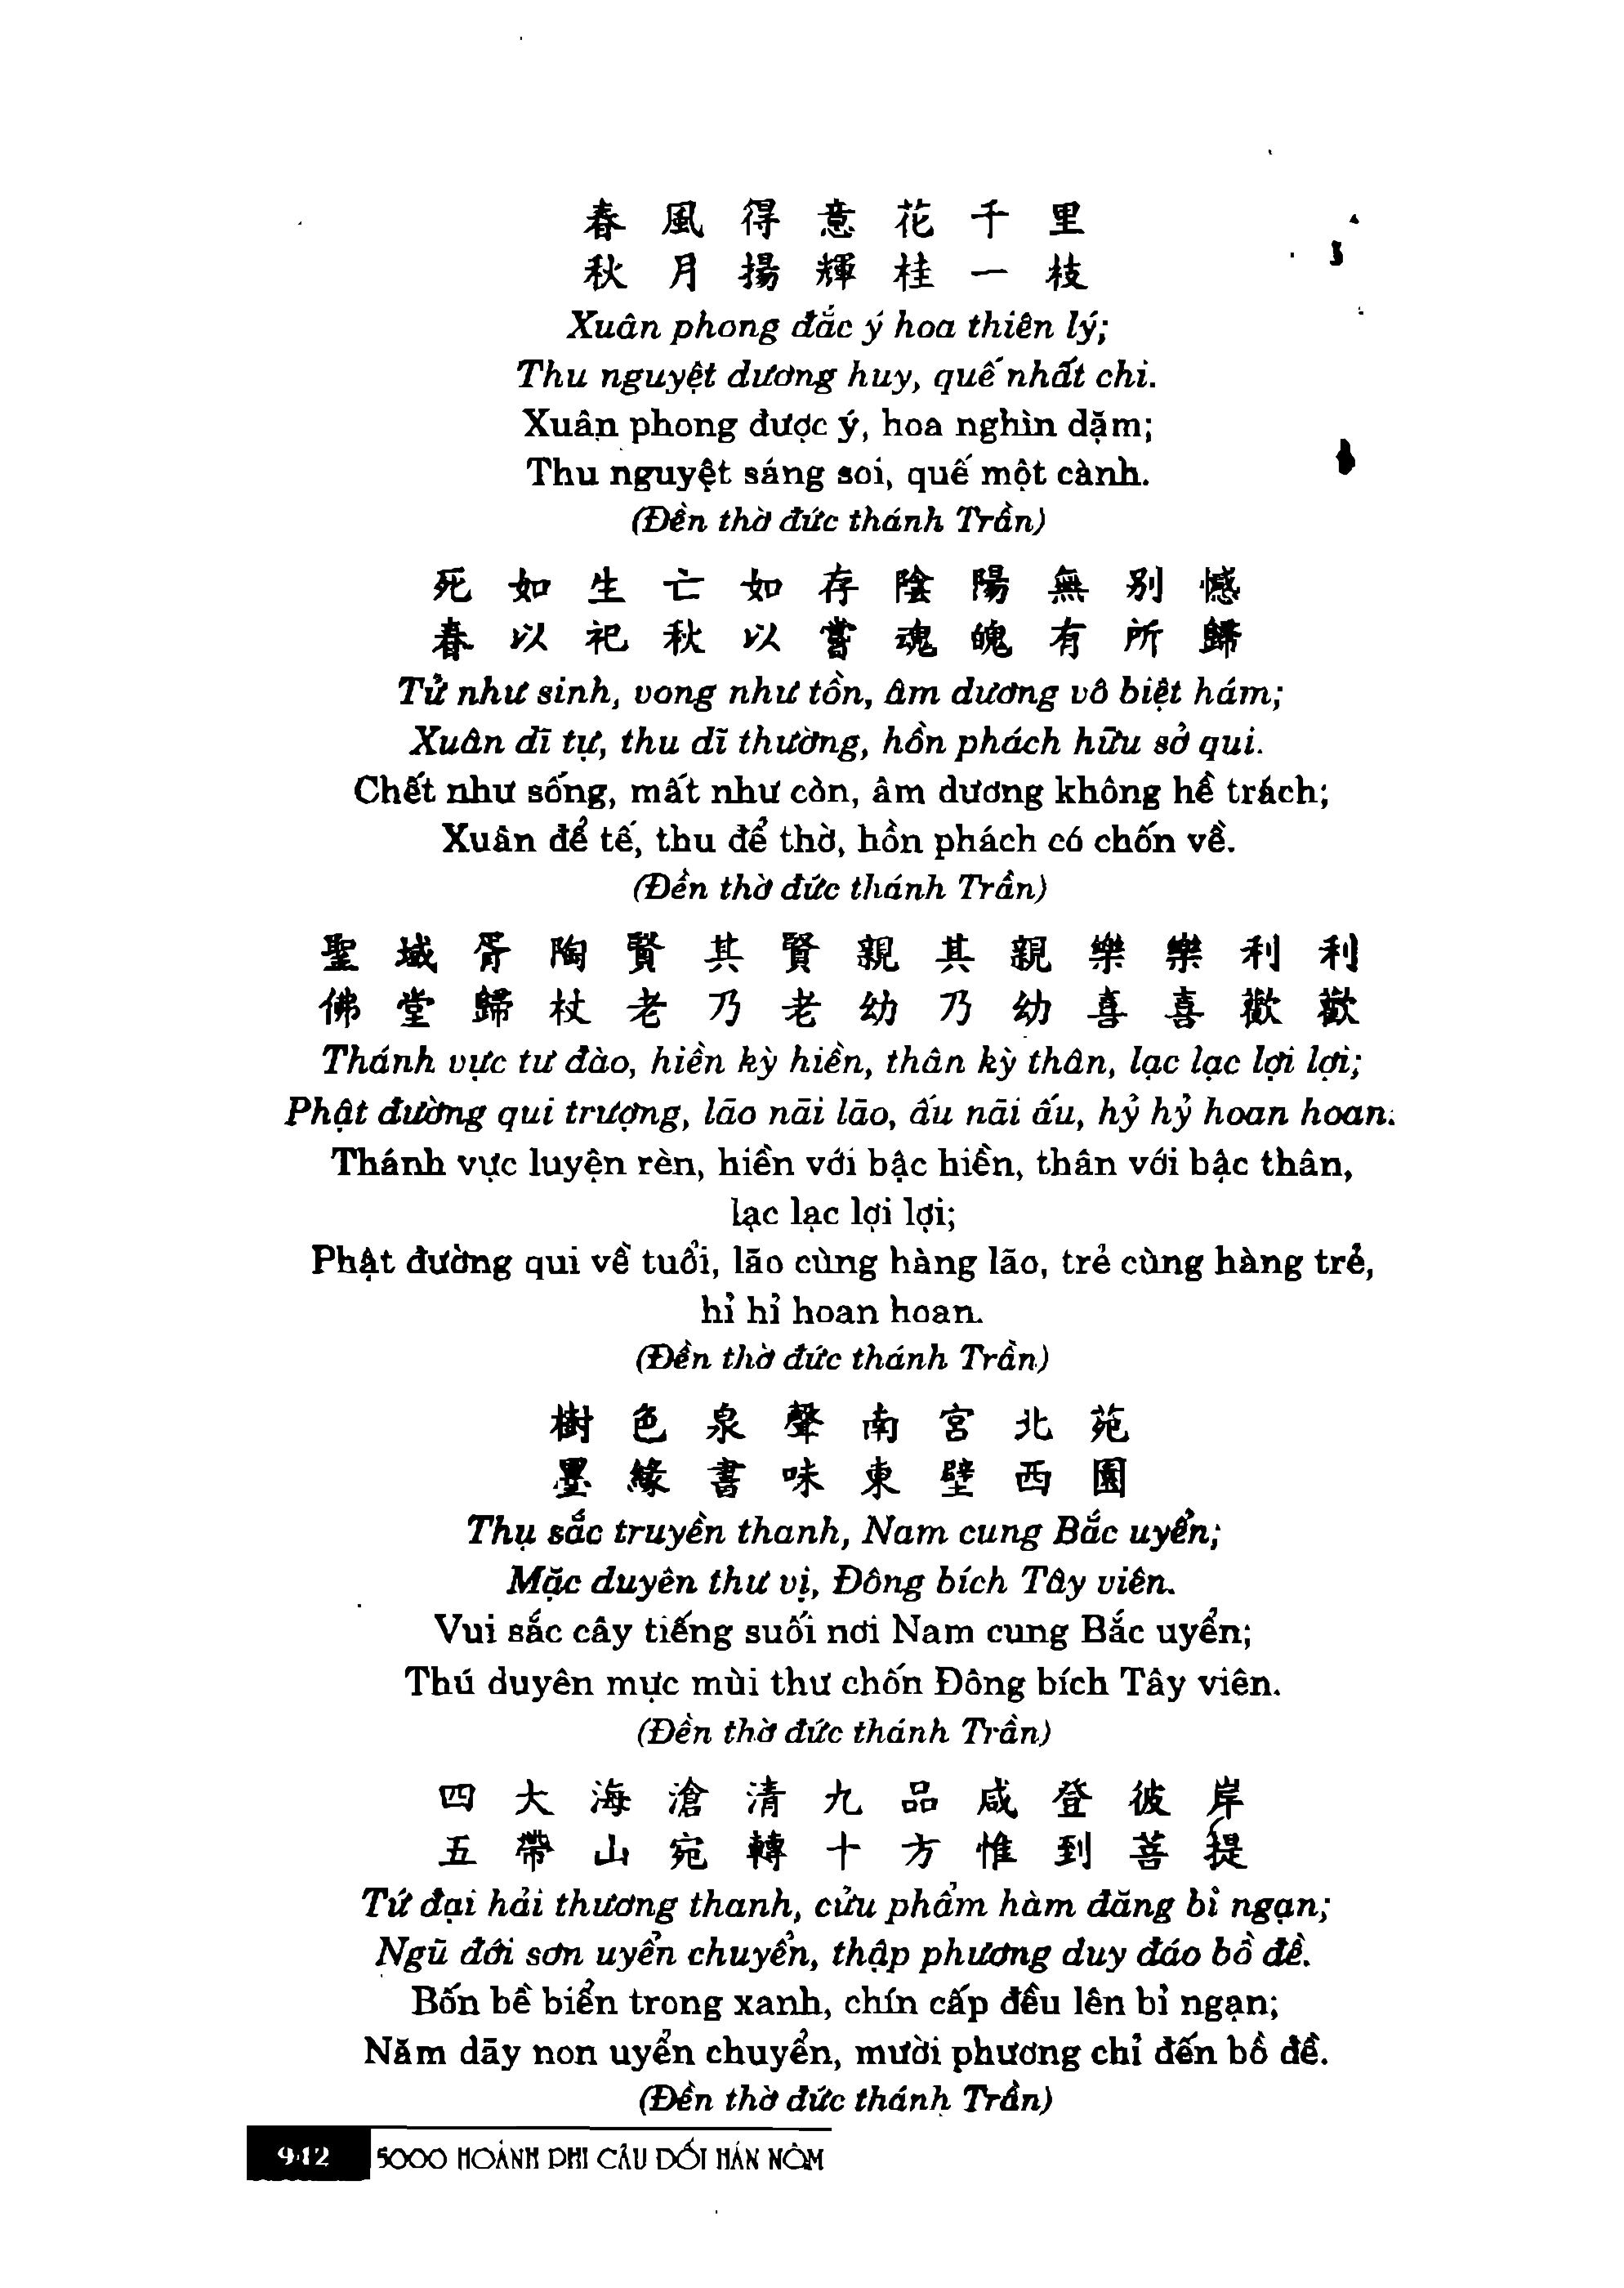 春風得意花千里
秋月揚輝桂一枝
Xuân phong đắc ý hoa thiên lý;
Thu nguyệt dương huy, quế nhất chi.
Xuân phong được ý, hoa nghìn dặm;
Thu nguyệt sáng soi, quế một cành.
(Đền thờ đức thánh Trần)
死如生亡如存陰陽無別憾
春以祀秋以嘗魂魄有所歸
Tử như sinh, vong như tồn, âm dương vô biệt hám;
Xuân dĩ tự, thu dĩ thường, hồn phách hữu sở qui.
Chết như sống, mất như còn, âm dương không hề trách;
Xuân để tế, thu để thờ, hồn phách có chốn về.
(Đền thờ đức thánh Trần)
聖域胥陶賢其賢親其親樂樂利利
佛堂歸杖老乃老幼乃幼喜喜歡歡
Thánh vực tư đào, hiền kỳ hiền, thân kỳ thân, lạc lạc lợi lợi;
Phật đường qui trượng, lão nãi lão, ấu nãi ấu, hỷ hỷ hoan hoan.
Thánh vực luyện rèn, hiền với bậc hiền, thân với bậc thân,
lạc lạc lợi lợi;
Phật đường qui về tuổi, lão cùng hàng lão, trẻ cùng hàng trẻ,
hỉ hỉ hoan hoan.
(Đền thờ đức thánh Trần)
樹色泉聲南宮北苑
墨緣書味東壁西園
Thụ sắc truyền thanh, Nam cung Bắc uyển;
Mặc duyên thư vị, Đông bích Tây viên.
Vui sắc cây tiếng suối nơi Nam cung Bắc uyển;
Thú duyên mực mùi thư chốn Đông bích Tây viên.
(Đền thờ đức thánh Trần)
四大海滄清九品咸登彼岸
五帶山宛轉十方惟到菩提
Tứ đại hải thương thanh, cửu phẩm hàm đăng bỉ ngạn;
Ngũ đới sơn uyển chuyển, thập phương duy đáo bồ đề.
Bốn bề biển trong xanh, chín cấp đều lên bỉ ngạn;
Năm dãy non uyển chuyển, mười phương chỉ đến bồ đề.
(Đền thờ đức thánh Trần)
942 5000 HOÀNH PHI CÂU ĐỐI HÁN NÔM